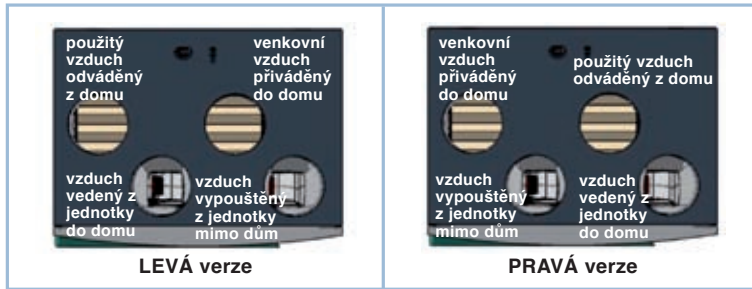 použitý
vzduch
odváděný
z domu
venkovní
vzduch
přiváděný
do domu
vzduch
vedený z
jednotky
do domu
vzduch
vypouštěný
z jednotky
mimo dům
LEVÁ verze
venkovní
vzduch
přiváděný
do domu
použitý vzduch
odváděný z domu
vzduch
vypouštěný
z jednotky
mimo dům
vzduch
vedený z
jednotky
do domu
PRAVÁ verze